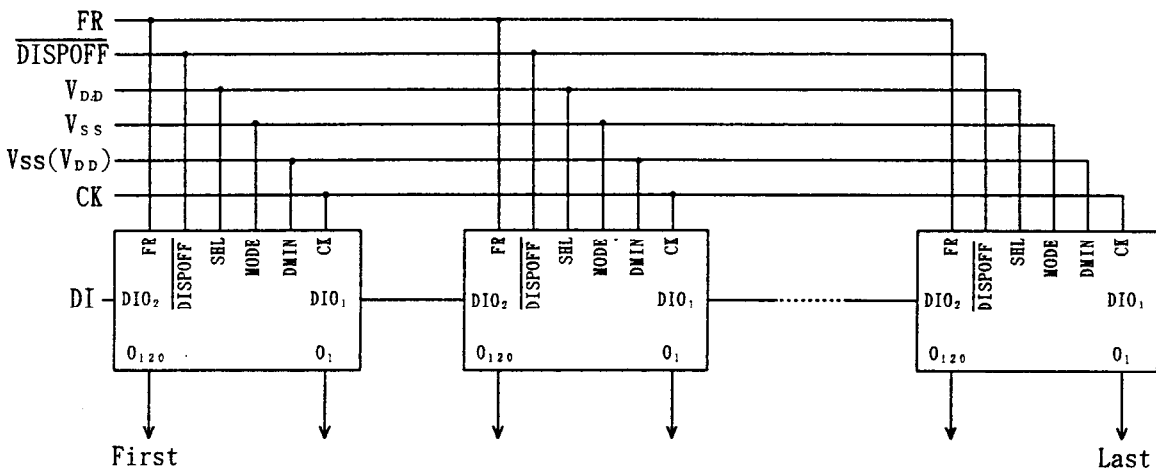 FR
DISPOFF
VDD
VSS
Vss(VDD)
CK
FR DISPOFF SHL MODE DMIN CK
FR DISPOFF SHL MODE DMIN CK
FR DISPOFF SHL MODE DMIN CK
DI DIO2 DIO1 DIO2 DIO1 DIO2 DIO1
O120 O1 O120 O1 O120 O1
First Last